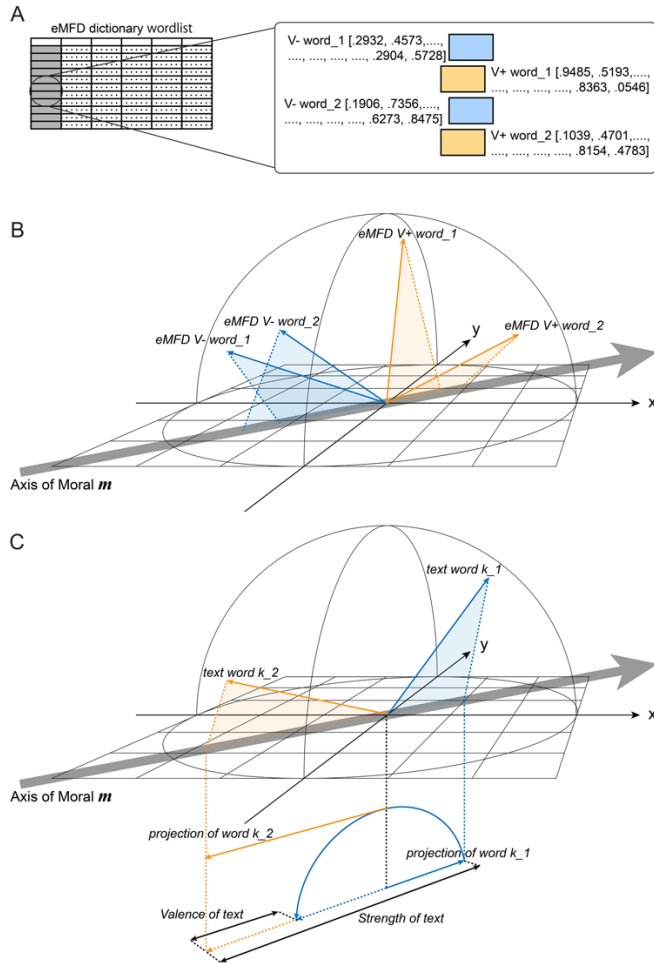 A
eMFD dictionary wordlist
V- word_1 [.2932, .4573,....,
...., ...., ...., ...., .2904, .5728]
V+ word_1 [.9485, .5193,....,
...., ...., ...., ...., .8363, .0546]
V- word_2 [.1906, .7356,....,
...., ...., ...., ...., .6273, .8475]
V+ word_2 [.1039, .4701,....,
...., ...., ...., ...., .8154, .4783]
B
eMFD V+ word_1
eMFD V- word_2
eMFD V- word_1
y
eMFD V+ word_2
x
Axis of Moral m
C
text word k_1
y
text word k_2
x
Axis of Moral m
projection of word k_2
projection of word k_1
Valence of text
Strength of text